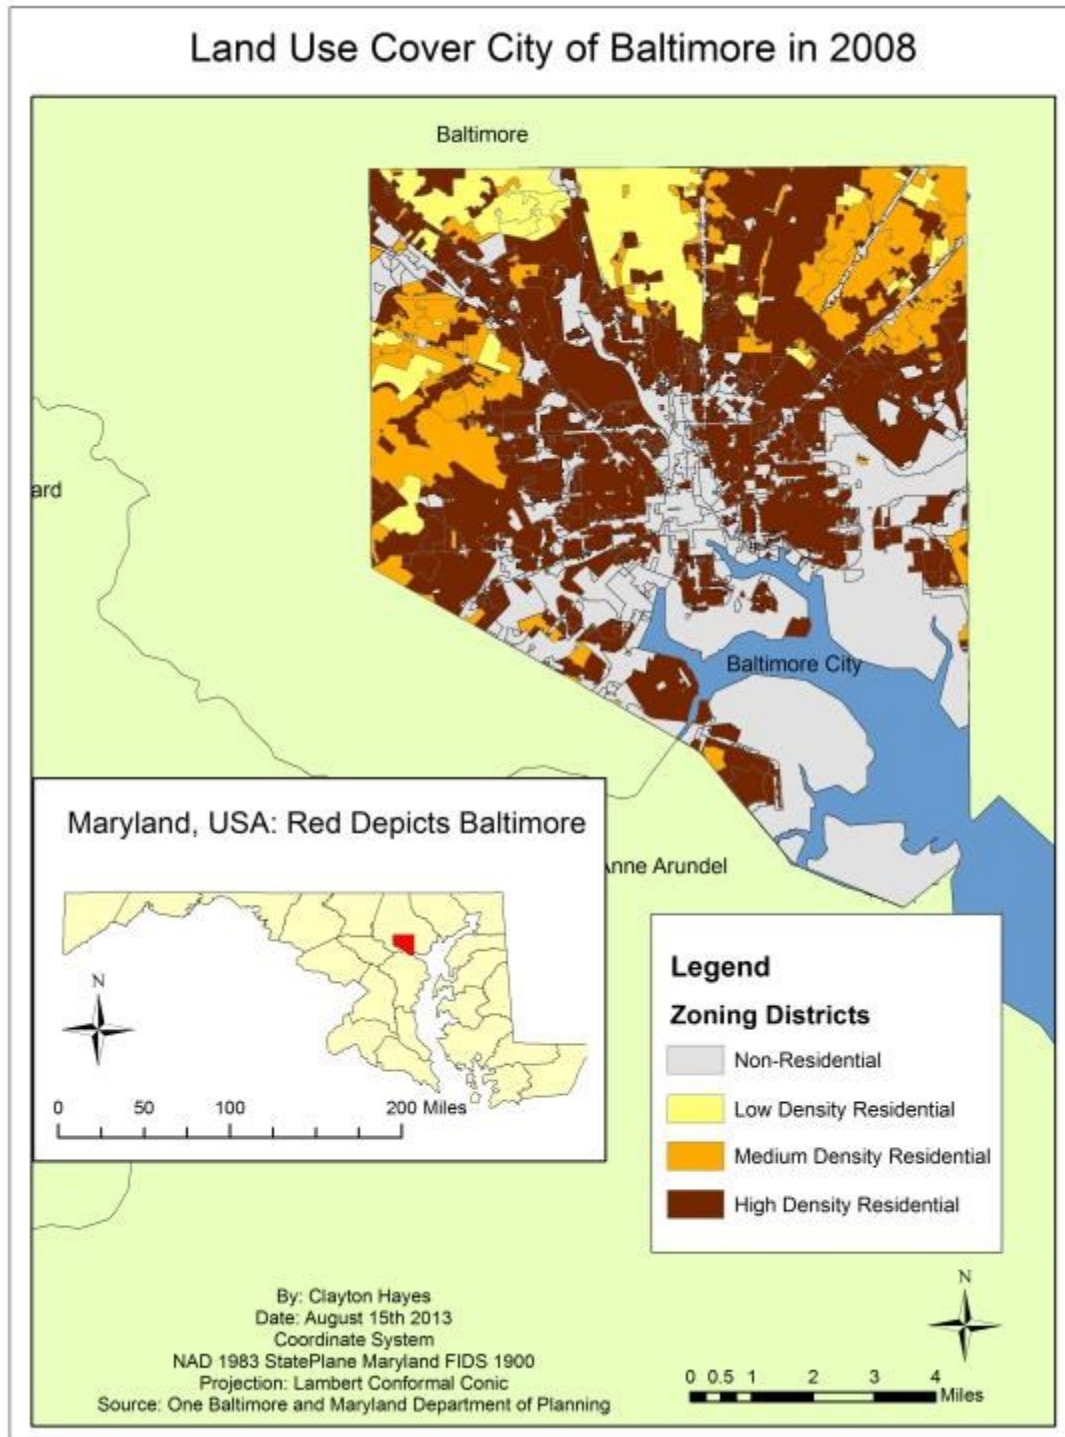 Land Use Cover City of Baltimore in 2008
Baltimore
ard
Baltimore City
Anne Arundel
Maryland, USA: Red Depicts Baltimore
N
0 50 100 200 Miles
Legend
Zoning Districts
Non-Residential
Low Density Residential
Medium Density Residential
High Density Residential
By: Clayton Hayes
Date: August 15th 2013
Coordinate System
NAD 1983 StatePlane Maryland FIDS 1900
Projection: Lambert Conformal Conic
Source: One Baltimore and Maryland Department of Planning
N
0 0.5 1 2 3 4
Miles